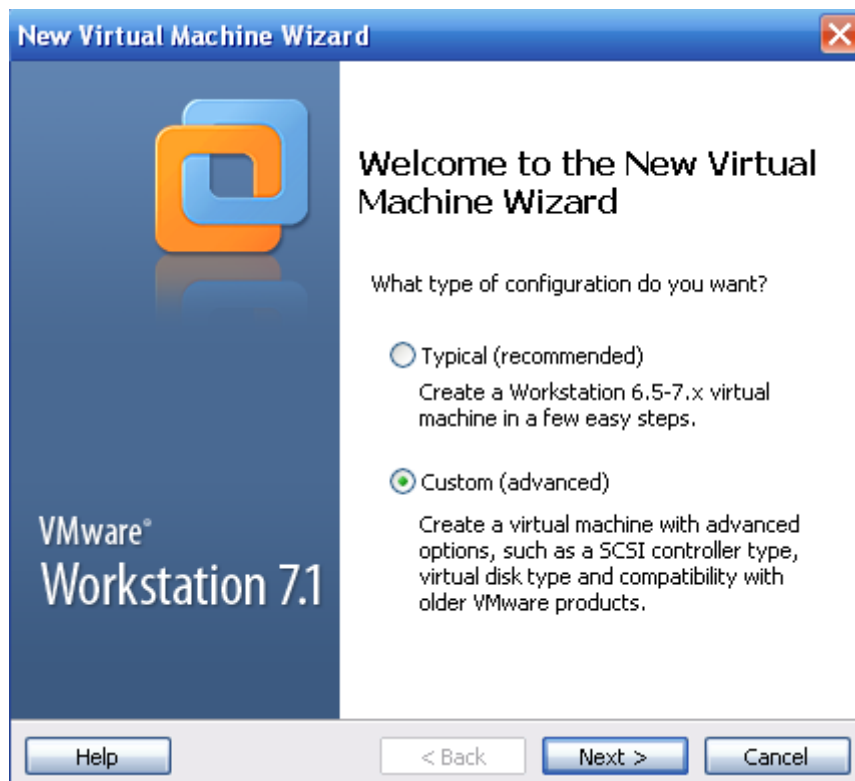 New Virtual Machine Wizard
Welcome to the New Virtual
Machine Wizard
What type of configuration do you want?
Typical (recommended)
Create a Workstation 6.5-7.x virtual
machine in a few easy steps.
Custom (advanced)
Create a virtual machine with advanced
options, such as a SCSI controller type,
virtual disk type and compatibility with
older VMware products.
VMware®
Workstation 7.1
Help
< Back
Next >
Cancel